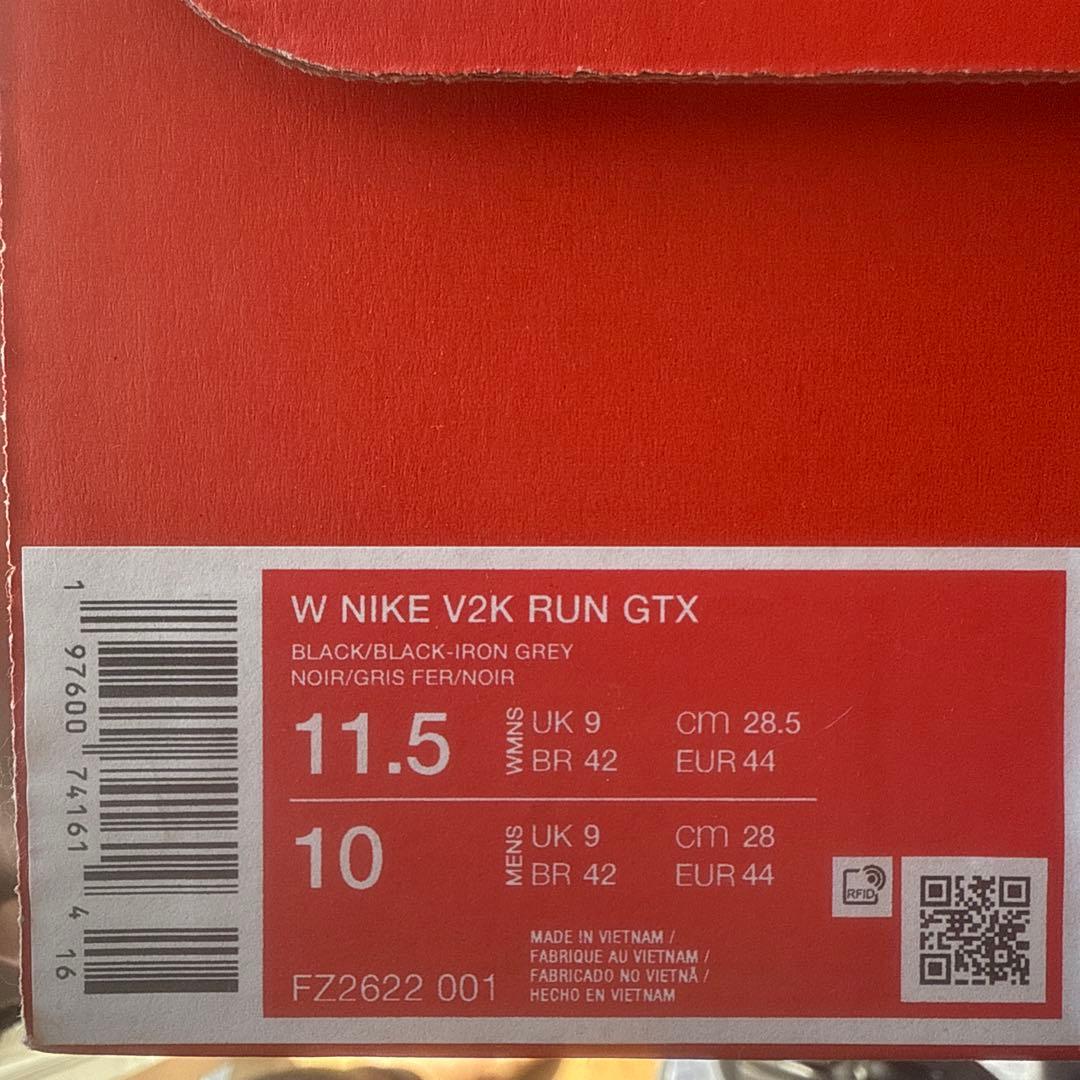 W NIKE V2K RUN GTX
BLACK/BLACK-IRON GREY
NOIR/GRIS FER/NOIR
11.5 WMNS UK 9 cm 28.5
BR 42 EUR 44
10 MENS UK 9 cm 28
BR 42 EUR 44
RFID
MADE IN VIETNAM /
FABRIQUE AU VIETNAM /
FABRICADO NO VIETNÃ /
HECHO EN VIETNAM
FZ2622 001
1 97600 74161 4 16